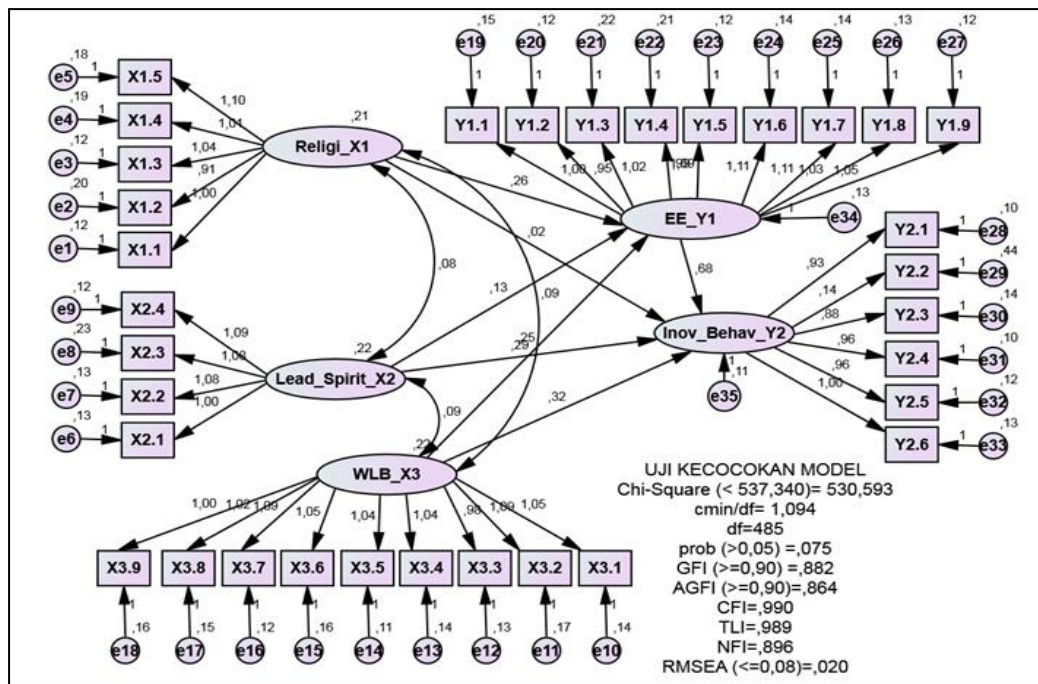 ,15 ,12 ,22 ,21 ,12 ,14 ,14 ,13 ,12
e19 e20 e21 e22 e23 e24 e25 e26 e27
1 1 1 1 1 1 1 1 1
Y1.1 Y1.2 Y1.3 Y1.4 Y1.5 Y1.6 Y1.7 Y1.8 Y1.9
1,00 ,95 1,02 1,11 1,11 1,03 1,05
,18
e5 1 X1.5
,19
e4 1 X1.4
,12
e3 1 X1.3
,20
e2 1 X1.2
,12
e1 1 X1.1
1,10
1,01
1,04
,91
1,00
,21
Religi_X1
,26
,02
,08
,09
EE_Y1
,13
1 e34
,68
,12
e9 1 X2.4
,23
e8 1 X2.3
,13
e7 1 X2.2
,13
e6 1 X2.1
1,09
1,08
1,08
1,00
,22
Lead_Spirit_X2
,13
,25
,29
,09
,32
Inov_Behav_Y2
1
,11
e35
,93
,14
,88
,96
,96
1,00
Y2.1 1 e28 ,10
Y2.2 1 e29 ,44
Y2.3 1 e30 ,14
Y2.4 1 e31 ,10
Y2.5 1 e32 ,12
Y2.6 1 e33 ,13
,22
WLB_X3
1,00 1,02 1,09 1,05 1,04 1,04 ,98 1,09 1,05
X3.9 X3.8 X3.7 X3.6 X3.5 X3.4 X3.3 X3.2 X3.1
1 1 1 1 1 1 1 1 1
,16 ,15 ,12 ,16 ,11 ,14 ,13 ,17 ,14
e18 e17 e16 e15 e14 e13 e12 e11 e10
UJI KECOCOKAN MODEL
Chi-Square (< 537,340)= 530,593
cmin/df= 1,094
df=485
prob (>0,05) =,075
GFI (>=0,90) =,882
AGFI (>=0,90)=,864
CFI=,990
TLI=,989
NFI=,896
RMSEA (<=0,08)=,020